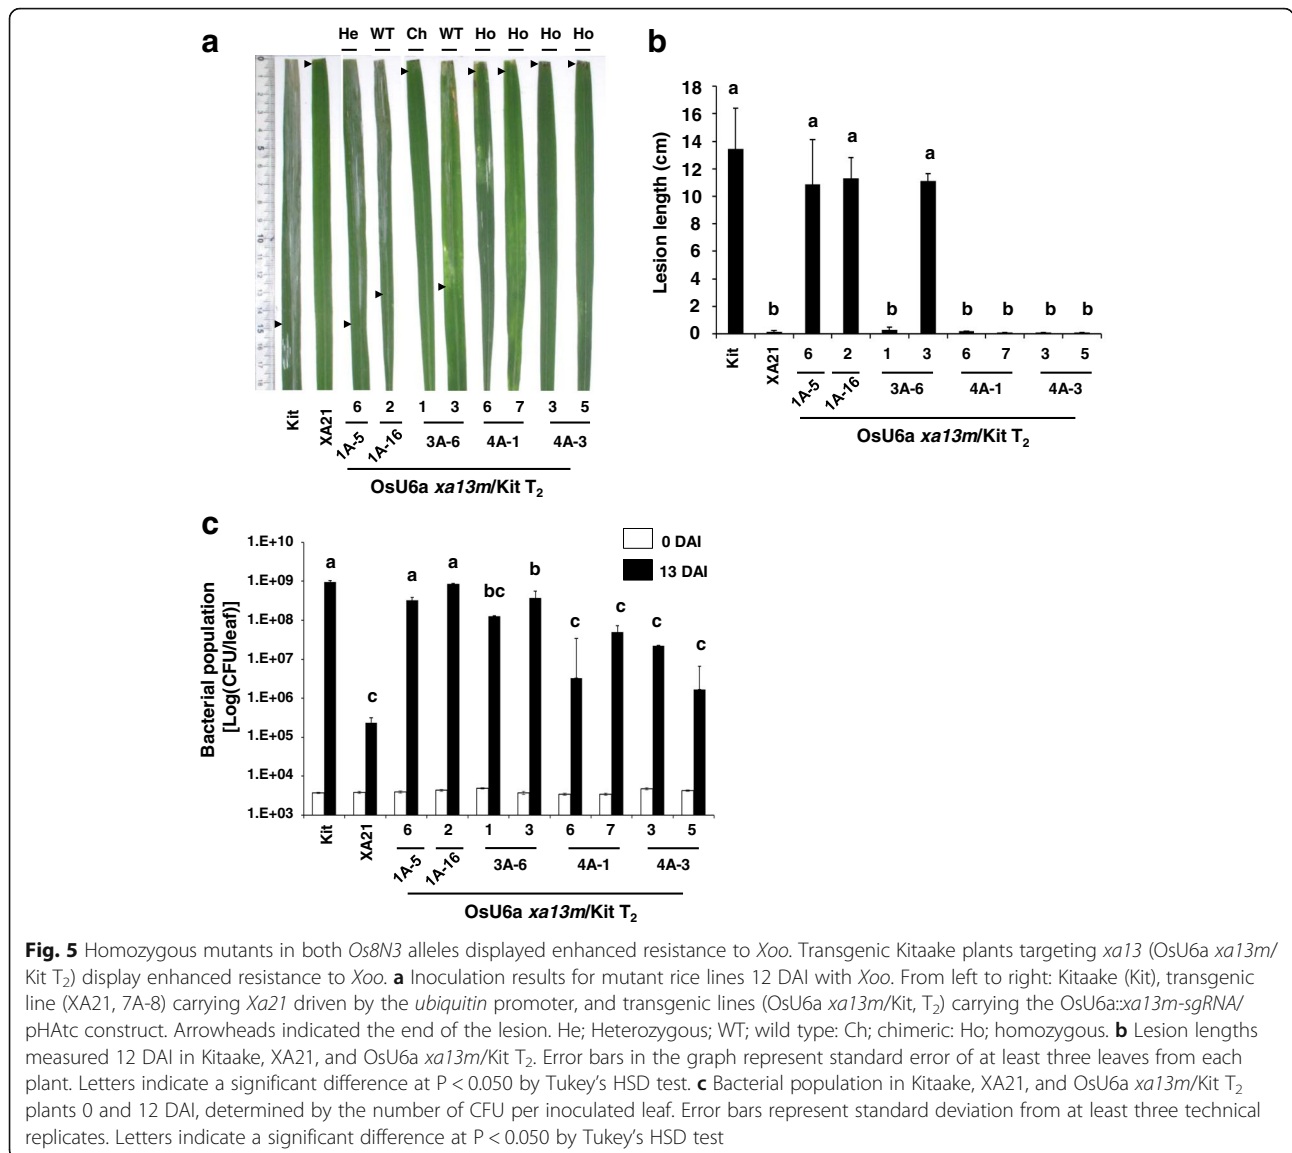 a
He WT Ch WT Ho Ho Ho Ho
Kit XA21 6 2 1 3 6 7 3 5
1A-5 1A-16 3A-6 4A-1 4A-3
OsU6a xa13m/Kit T2
b
Lesion length (cm)
18
16
14
12
10
8
6
4
2
0
a b a a b a b b b b
Kit XA21 6 2 1 3 6 7 3 5
1A-5 1A-16 3A-6 4A-1 4A-3
OsU6a xa13m/Kit T2
c
Bacterial population
[Log(CFU/leaf)]
1.E+10
1.E+09
1.E+08
1.E+07
1.E+06
1.E+05
1.E+04
1.E+03
0 DAI
13 DAI
a c a a bc b c c c c
Kit XA21 6 2 1 3 6 7 3 5
1A-5 1A-16 3A-6 4A-1 4A-3
OsU6a xa13m/Kit T2
Fig. 5 Homozygous mutants in both Os8N3 alleles displayed enhanced resistance to Xoo. Transgenic Kitaake plants targeting xa13 (OsU6a xa13m/
Kit T2) display enhanced resistance to Xoo. a Inoculation results for mutant rice lines 12 DAI with Xoo. From left to right: Kitaake (Kit), transgenic
line (XA21, 7A-8) carrying Xa21 driven by the ubiquitin promoter, and transgenic lines (OsU6a xa13m/Kit, T2) carrying the OsU6a::xa13m-sgRNA/
pHAtc construct. Arrowheads indicated the end of the lesion. He; Heterozygous; WT; wild type: Ch; chimeric: Ho; homozygous. b Lesion lengths
measured 12 DAI in Kitaake, XA21, and OsU6a xa13m/Kit T2. Error bars in the graph represent standard error of at least three leaves from each
plant. Letters indicate a significant difference at P < 0.050 by Tukey's HSD test. c Bacterial population in Kitaake, XA21, and OsU6a xa13m/Kit T2
plants 0 and 12 DAI, determined by the number of CFU per inoculated leaf. Error bars represent standard deviation from at least three technical
replicates. Letters indicate a significant difference at P < 0.050 by Tukey's HSD test